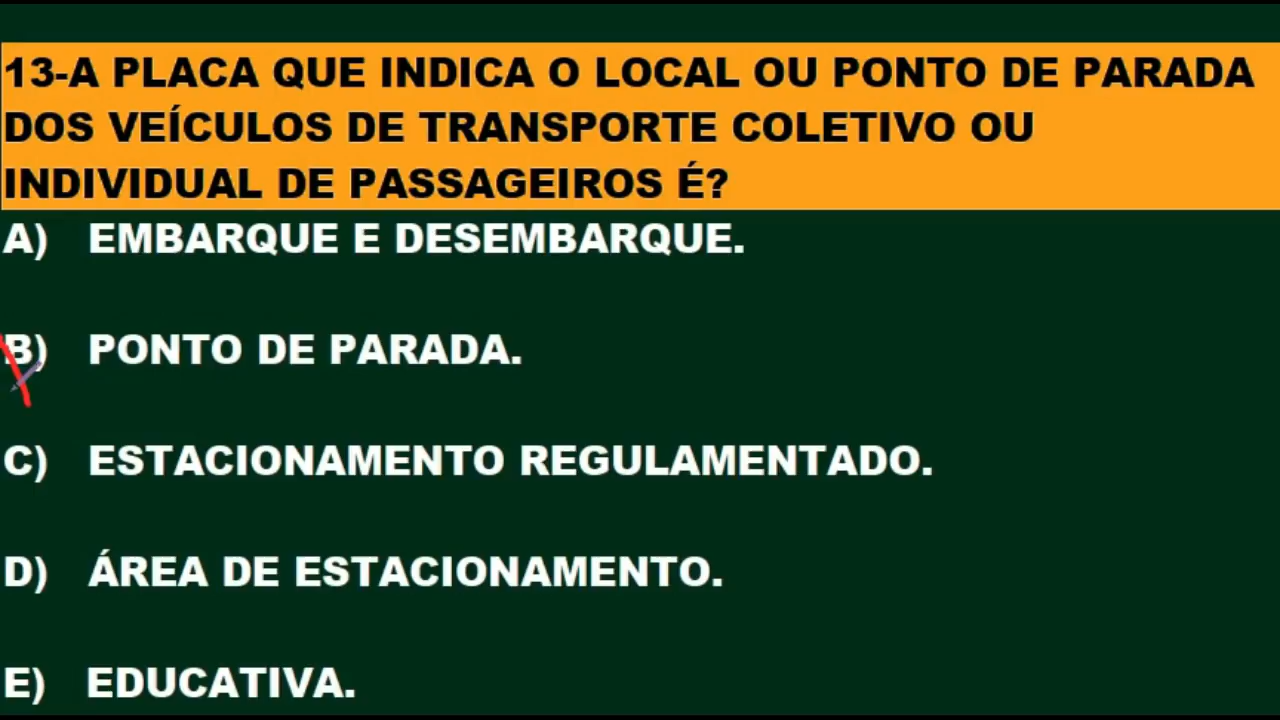 13-A PLACA QUE INDICA O LOCAL OU PONTO DE PARADA
DOS VEÍCULOS DE TRANSPORTE COLETIVO OU
INDIVIDUAL DE PASSAGEIROS É?
A) EMBARQUE E DESEMBARQUE.
B) PONTO DE PARADA.
C) ESTACIONAMENTO REGULAMENTADO.
D) ÁREA DE ESTACIONAMENTO.
E) EDUCATIVA.